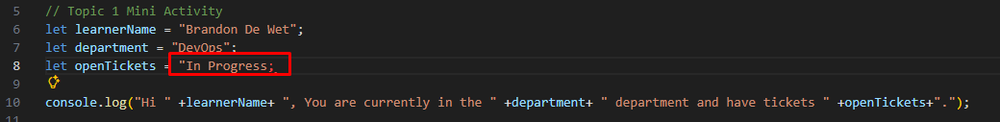 5 // Topic 1 Mini Activity
6 let learnerName = "Brandon De Wet";
7 let department = "DevOps";
8 let openTickets = "In Progress;
9
10 console.log("Hi " +learnerName+ ", You are currently in the " +department+ " department and have tickets " +openTickets+".");
11